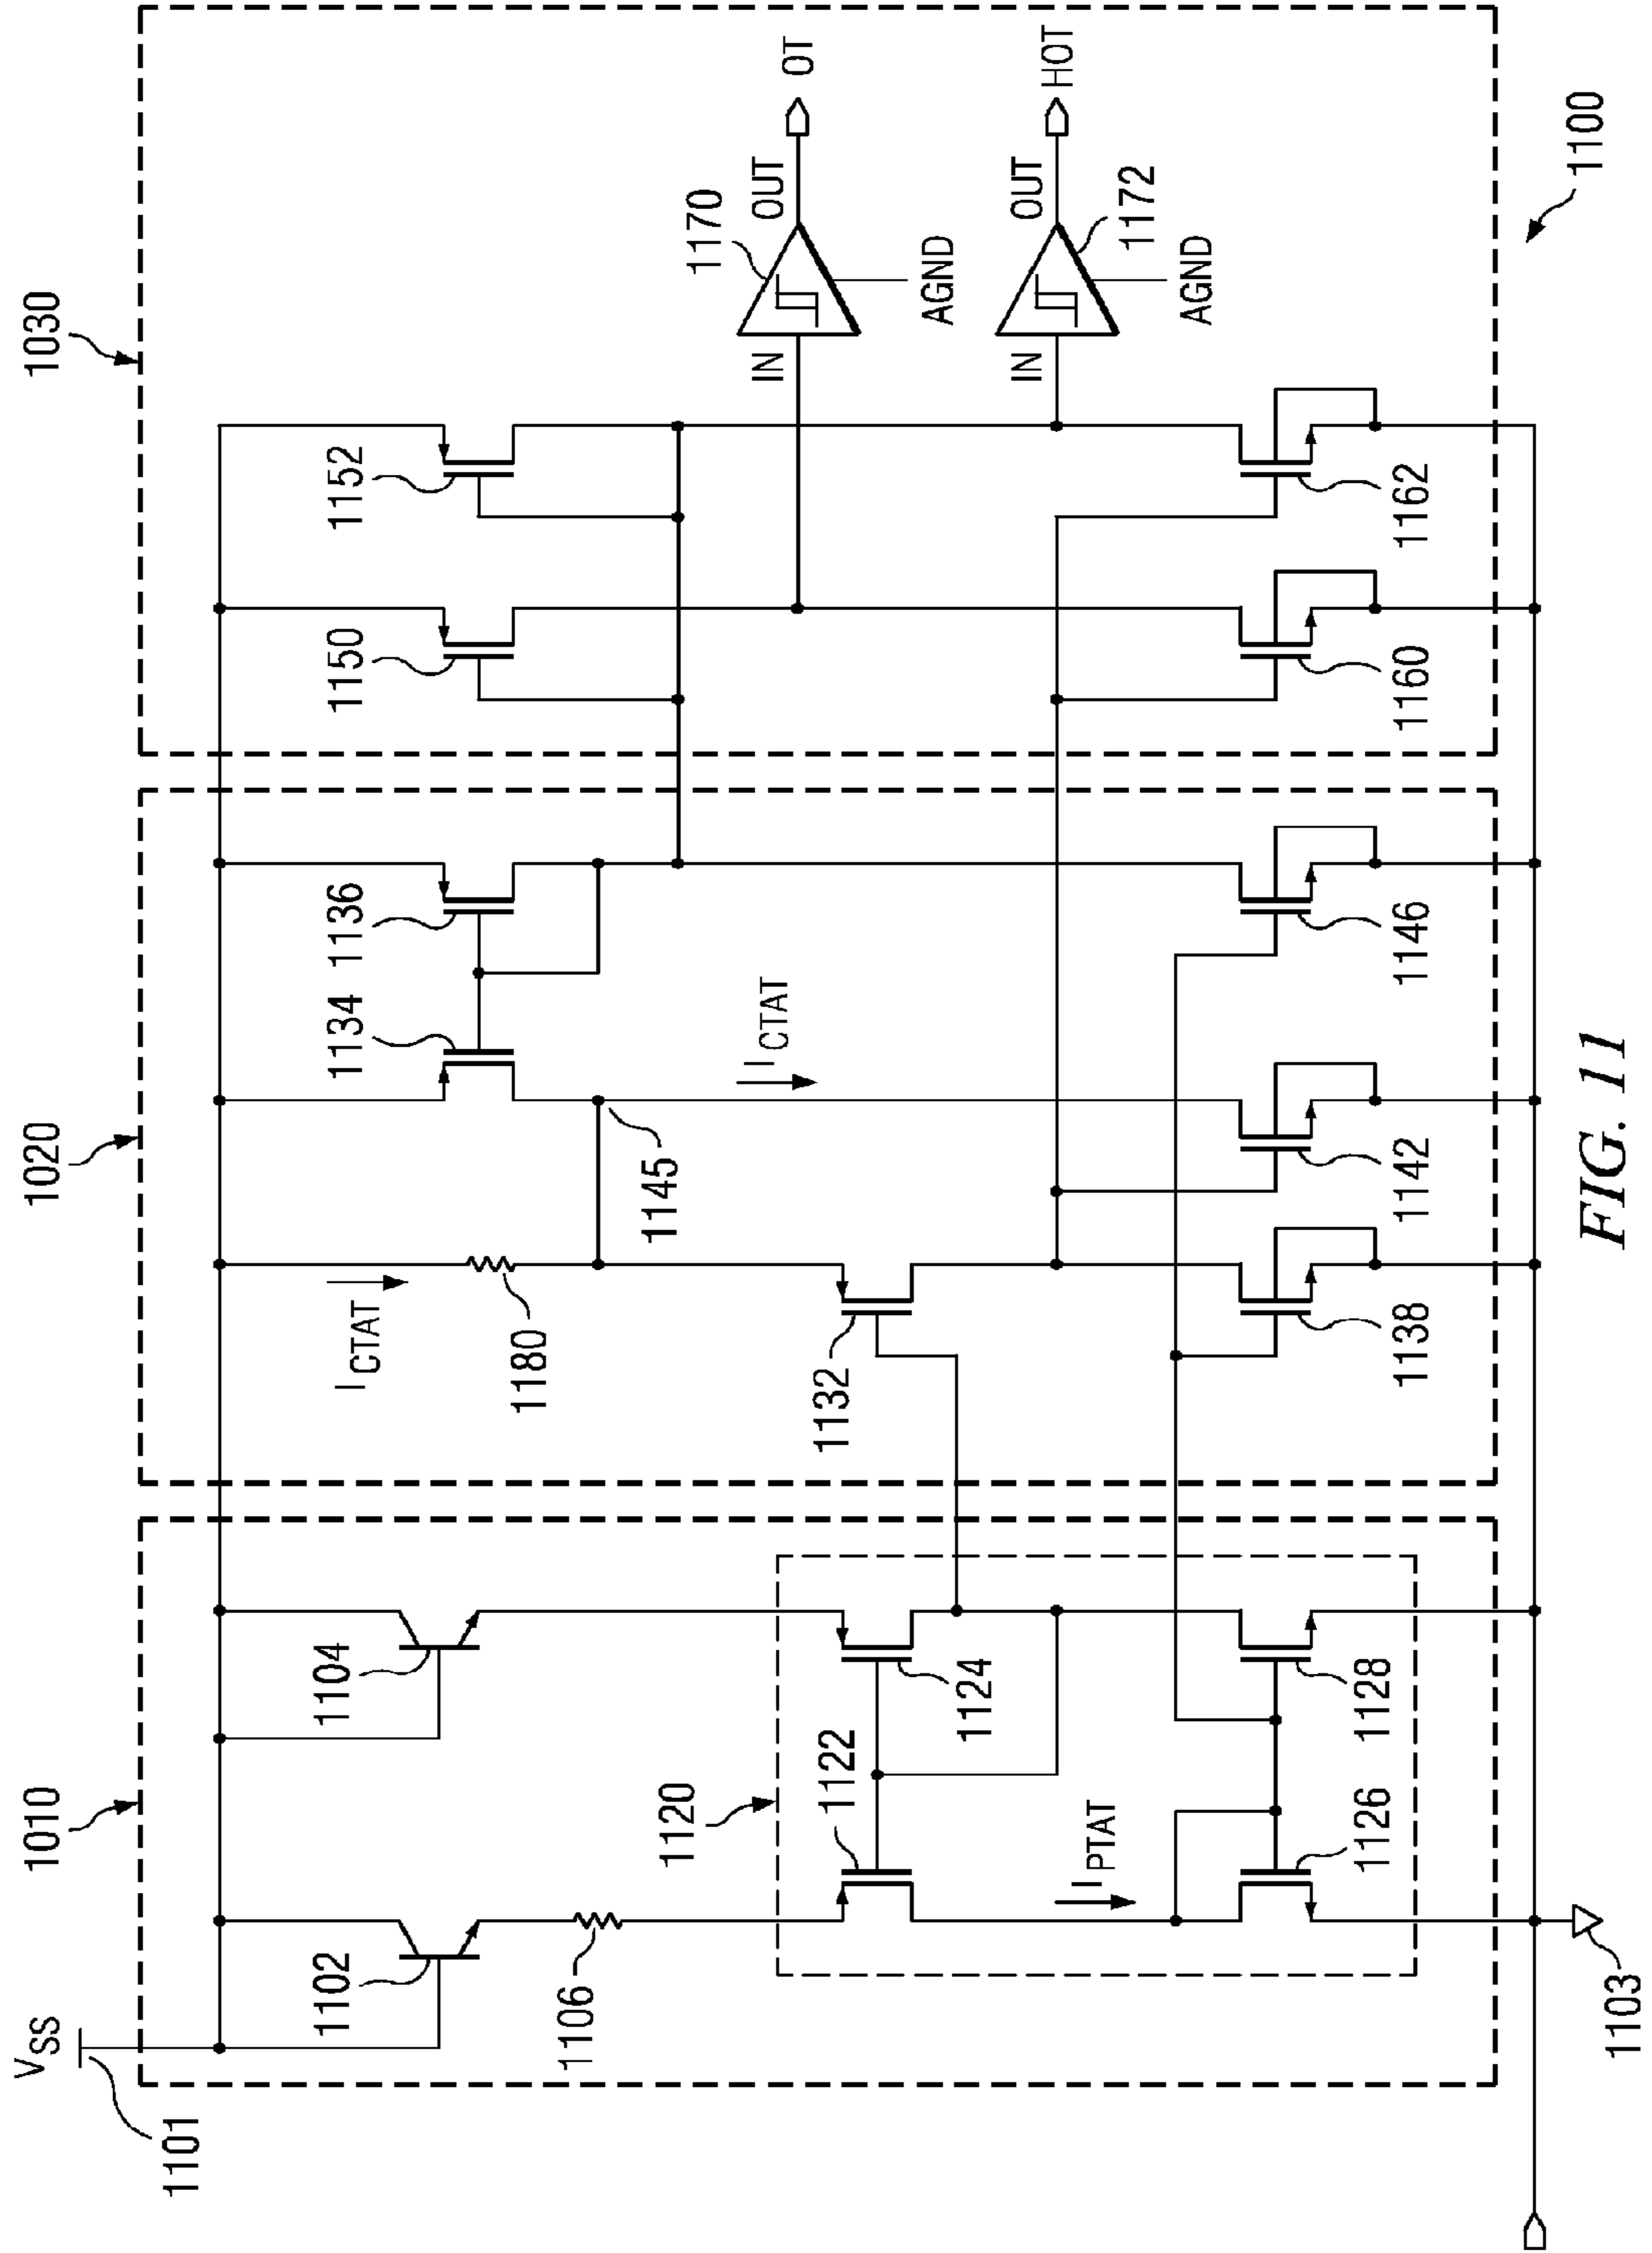 1010
1020
1030
VSS
1101
1102
1104
1106
1120
1122
1124
IPTAT
1126
1128
1103
ICTAT
1180
1132
1134
1136
1145
ICTAT
1138
1142
1146
1150
1152
1170
IN
OUT
OT
AGND
IN
OUT
HOT
1172
AGND
1160
1162
1100
FIG. 11